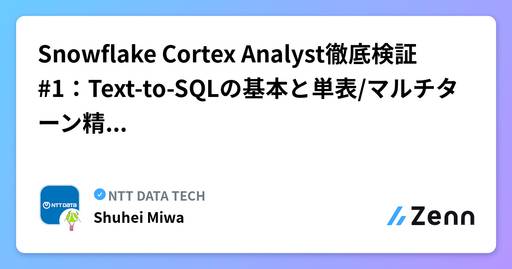 Snowflake Cortex Analyst徹底検証
#1：Text-to-SQLの基本と単表/マルチタ
ーン精...
NTT DATA
NTT DATA TECH
Shuhei Miwa
Zenn